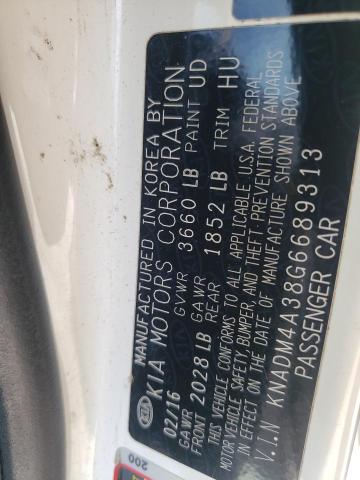 MANUFACTURED IN KOREA BY
KIA KIA MOTORS CORPORATION
02/16 GVWR 3660 LB PAINT UD
GAWR FRONT 2028 LB GAWR REAR 1852 LB TRIM HU
THIS VEHICLE CONFORMS TO ALL APPLICABLE U.S.A. FEDERAL
MOTOR VEHICLE SAFETY, BUMPER, AND THEFT-PREVENTION STANDARDS
IN EFFECT ON THE DATE OF MANUFACTURE SHOWN ABOVE
V.I.N KNADM4A38G6689313
PASSENGER CAR
200